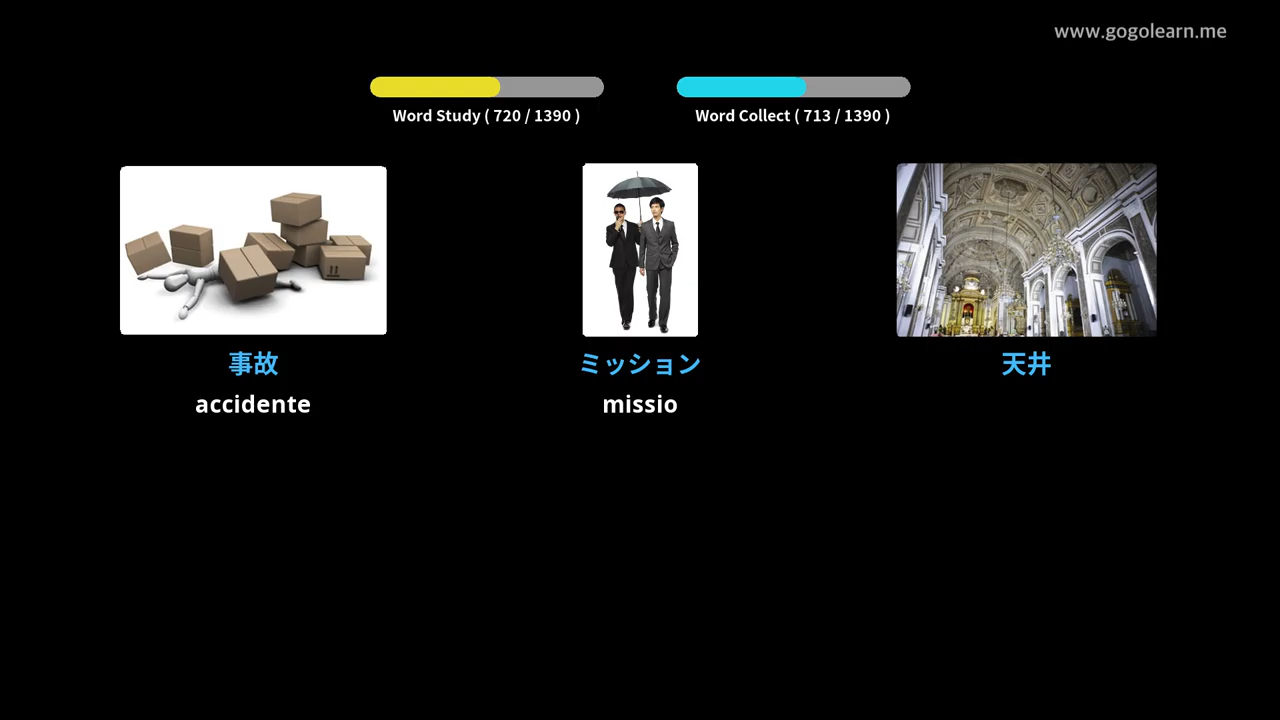 www.gogolearn.me
Word Study ( 720 / 1390 )
Word Collect ( 713 / 1390 )
事故
ミッション
天井
accidente
missio